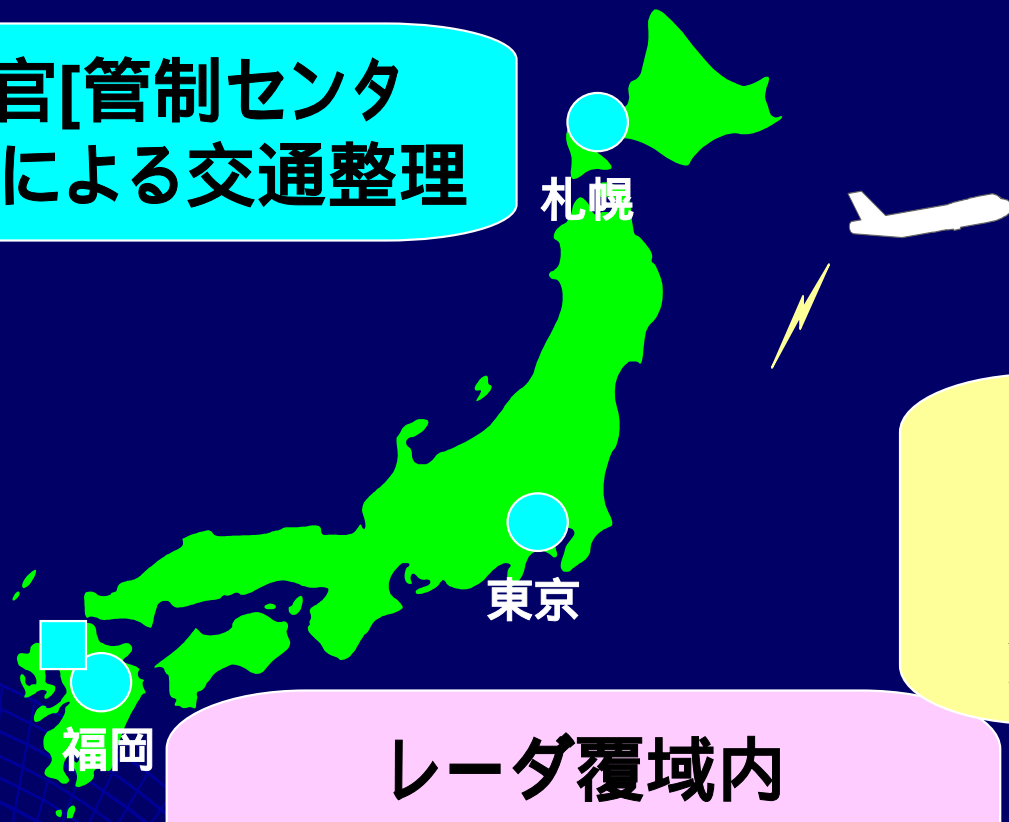 官[管制センタ
による交通整理
札幌
東京
福岡
レーダ覆域内